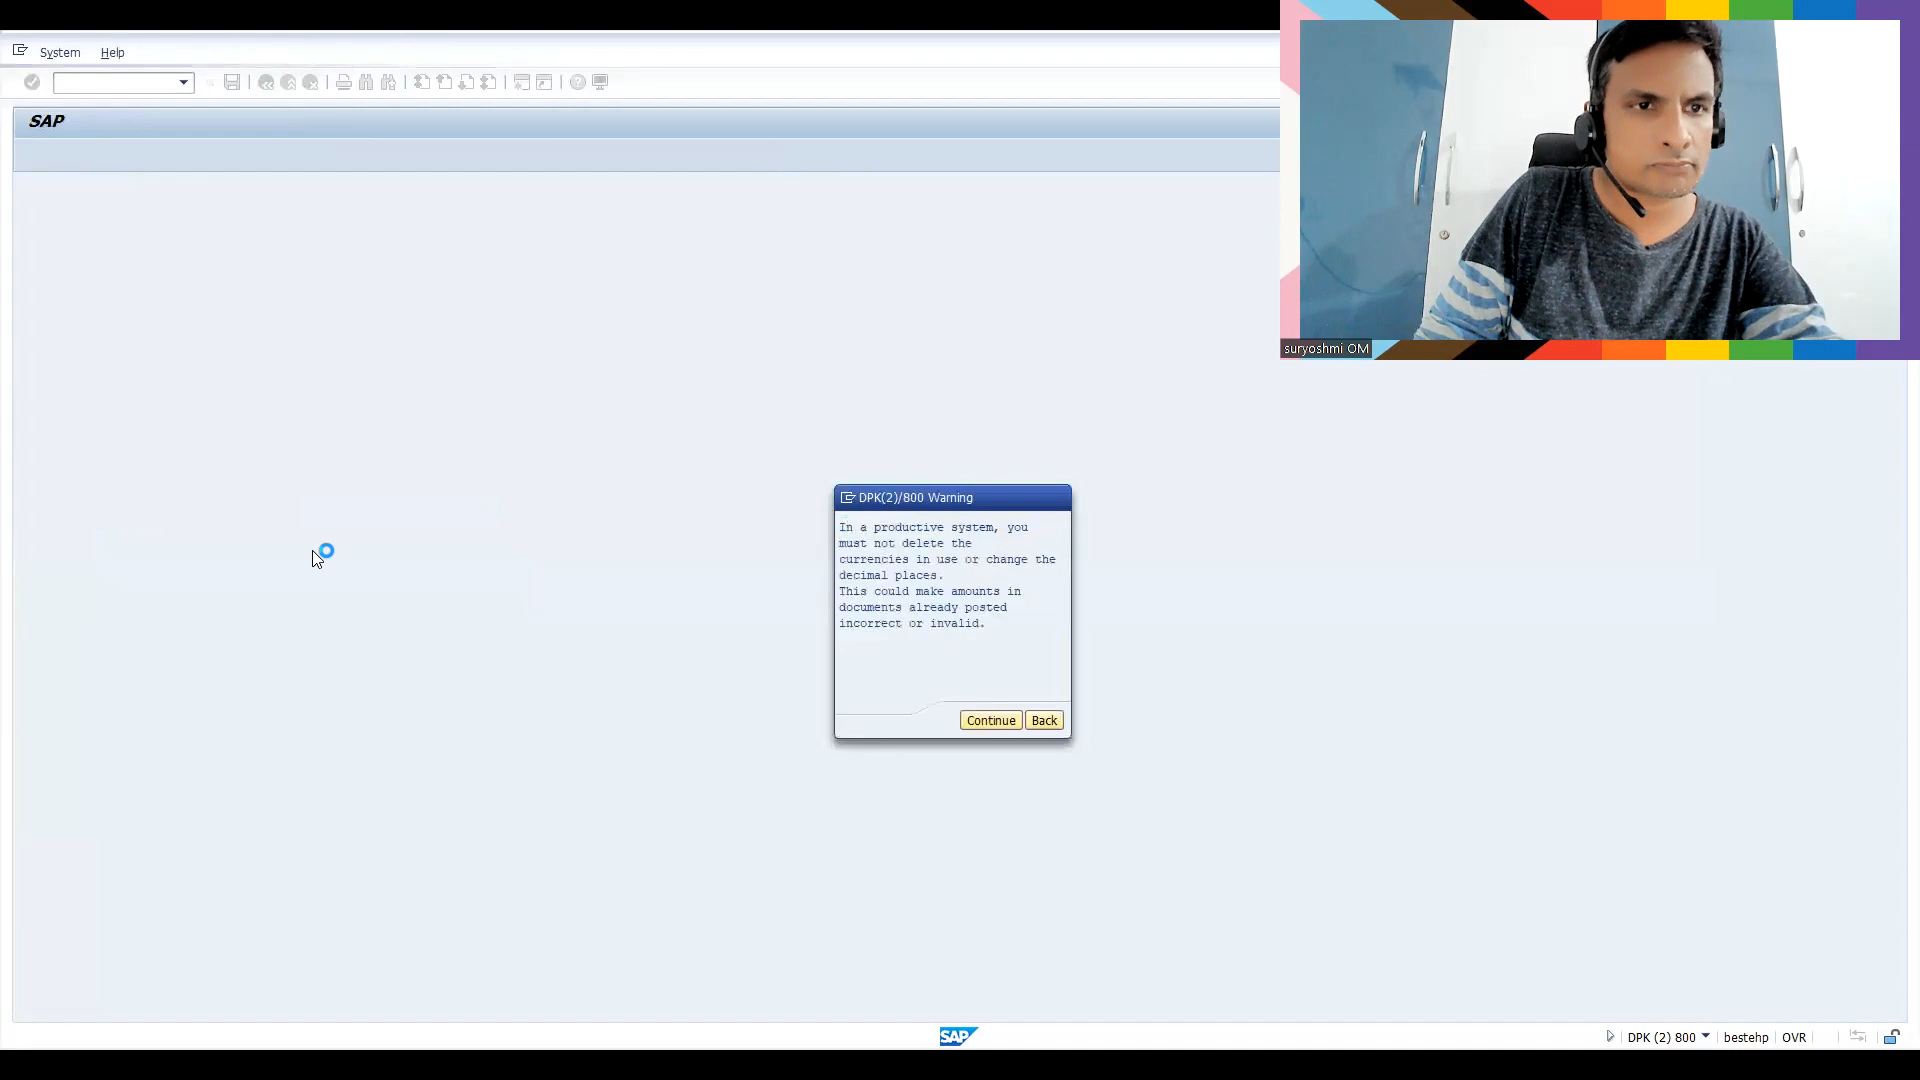 System Help
SAP
suryoshmi OM
DPK(2)/800 Warning
In a productive system, you
must not delete the
currencies in use or change the
decimal places.
This could make amounts in
documents already posted
incorrect or invalid.
Continue Back
SAP
DPK (2) 800 bestehp OVR